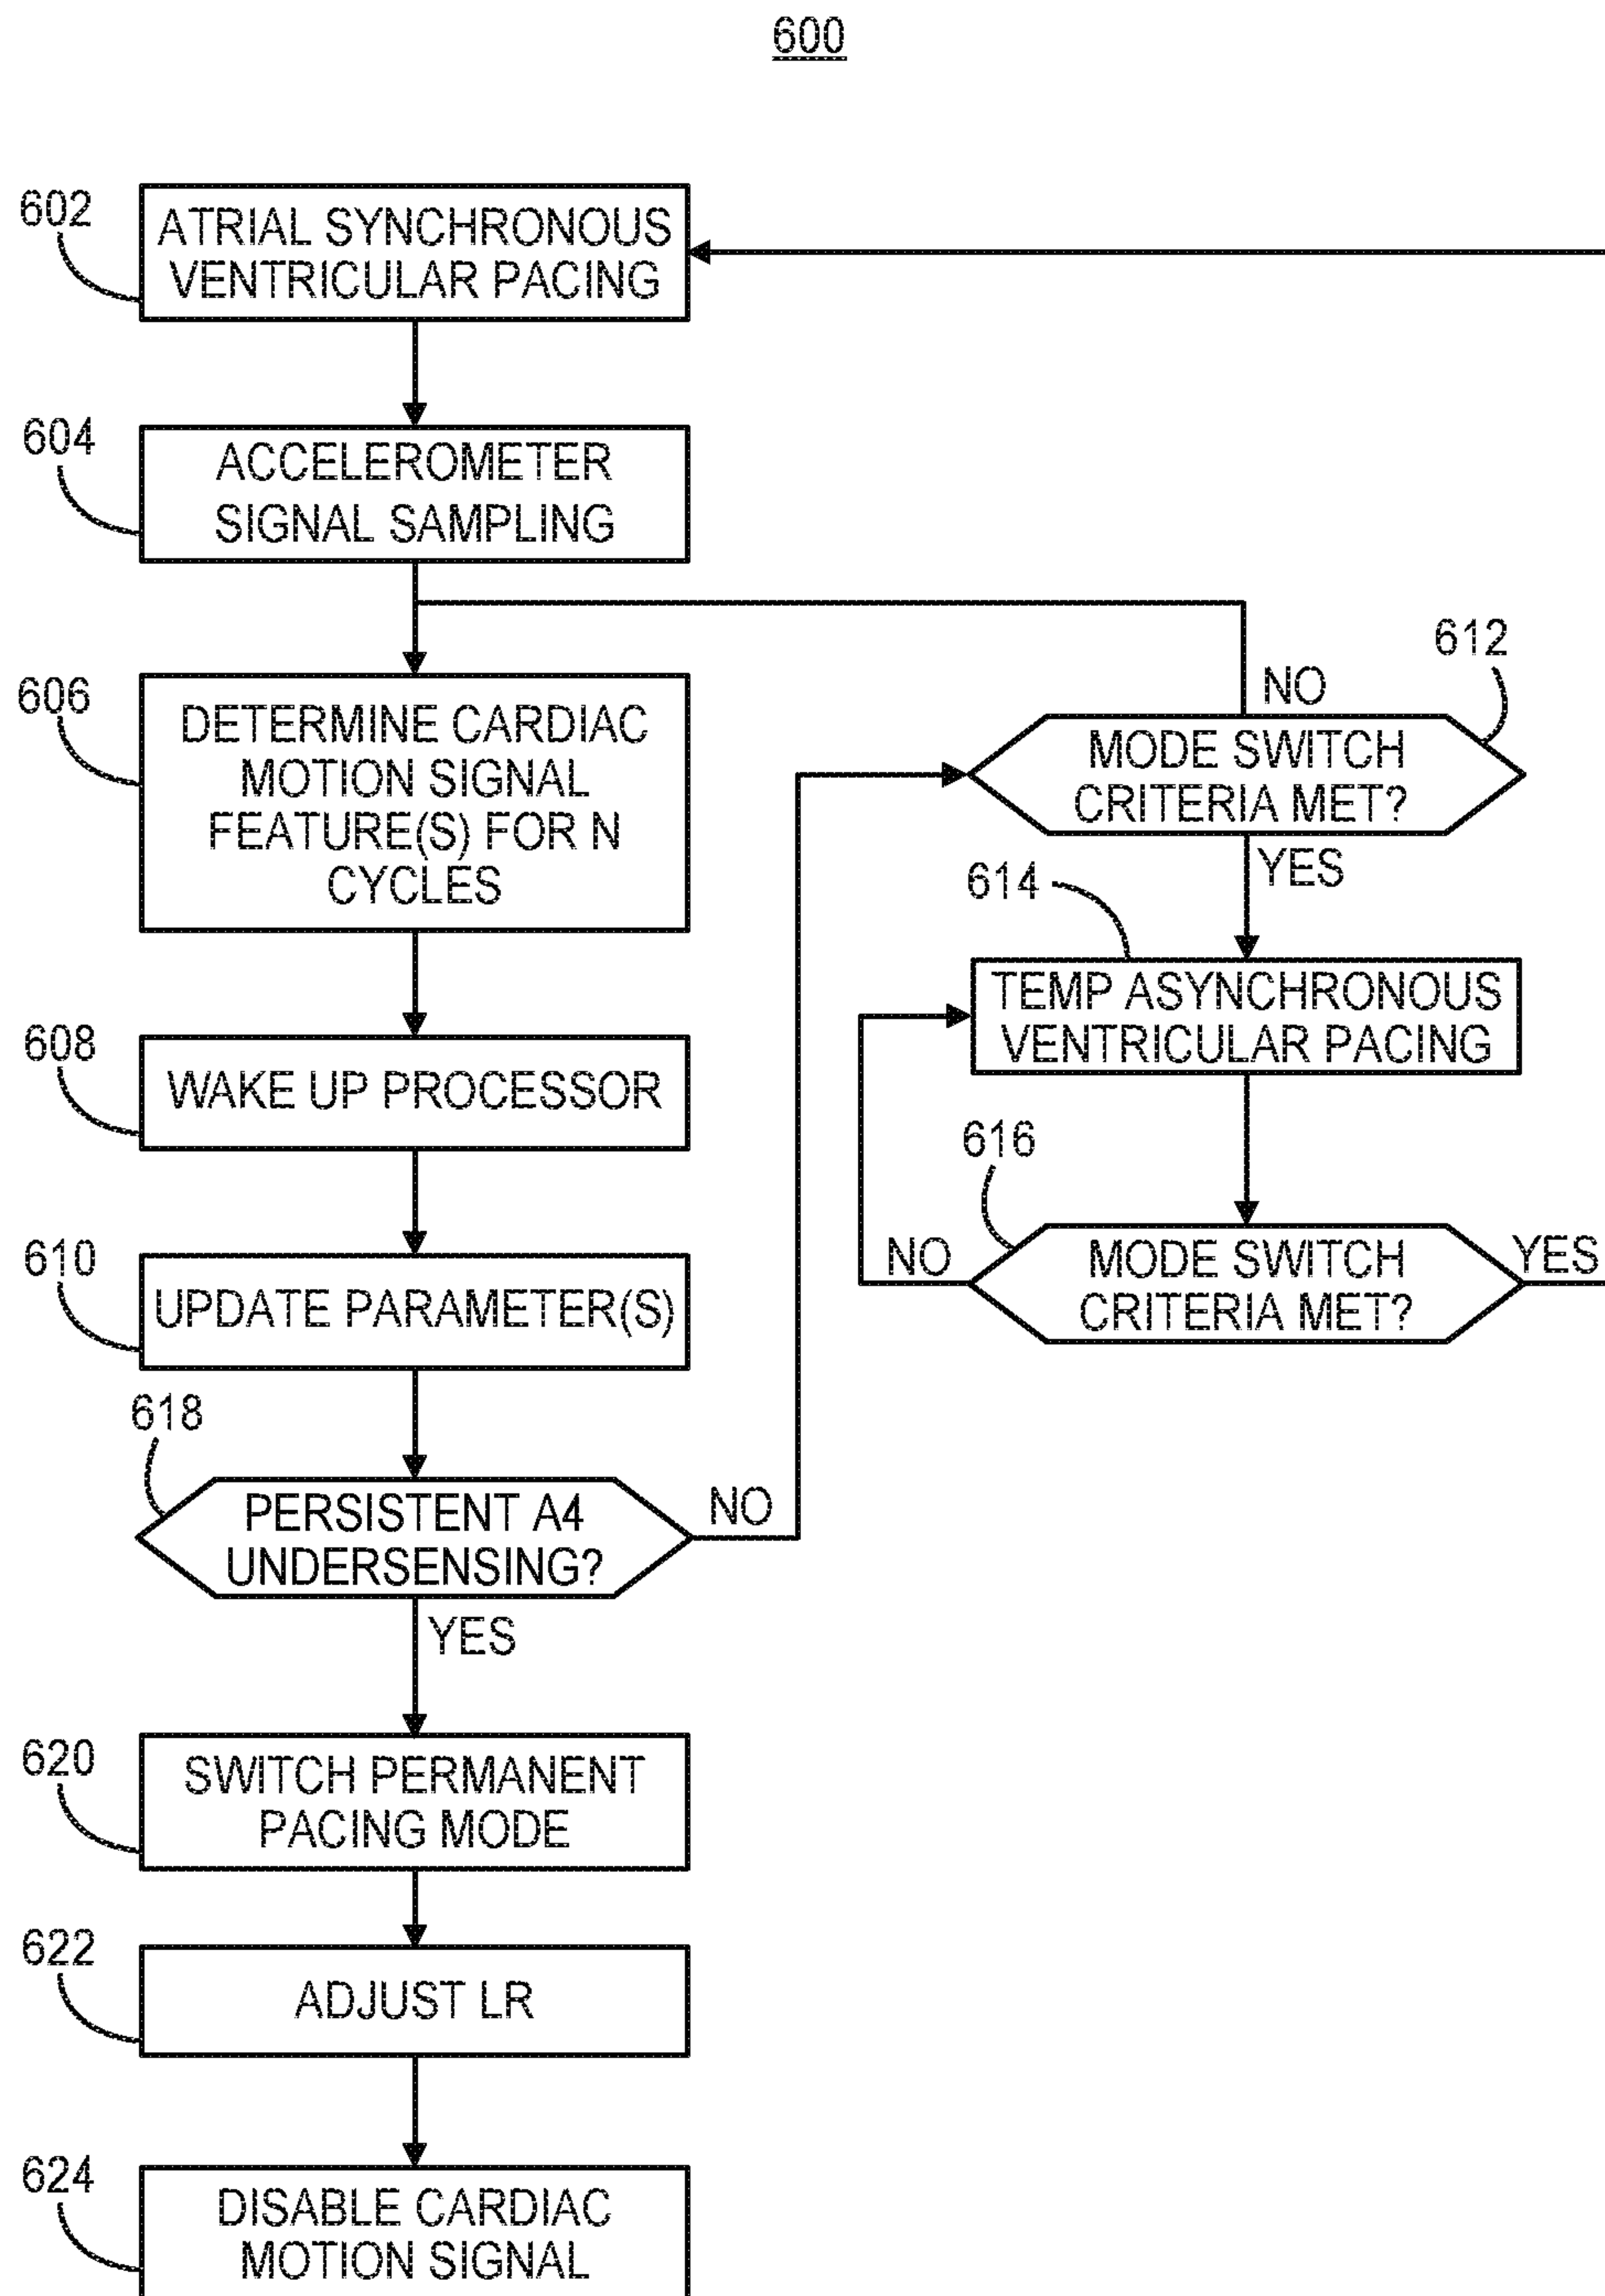 600
602
ATRIAL SYNCHRONOUS
VENTRICULAR PACING
604
ACCELEROMETER
SIGNAL SAMPLING
606
DETERMINE CARDIAC
MOTION SIGNAL
FEATURE(S) FOR N
CYCLES
608
WAKE UP PROCESSOR
610
UPDATE PARAMETER(S)
618
PERSISTENT A4
UNDERSENSING?
NO
YES
612
NO
MODE SWITCH
CRITERIA MET?
YES
614
TEMP ASYNCHRONOUS
VENTRICULAR PACING
616
NO
MODE SWITCH
CRITERIA MET?
YES
620
SWITCH PERMANENT
PACING MODE
622
ADJUST LR
624
DISABLE CARDIAC
MOTION SIGNAL